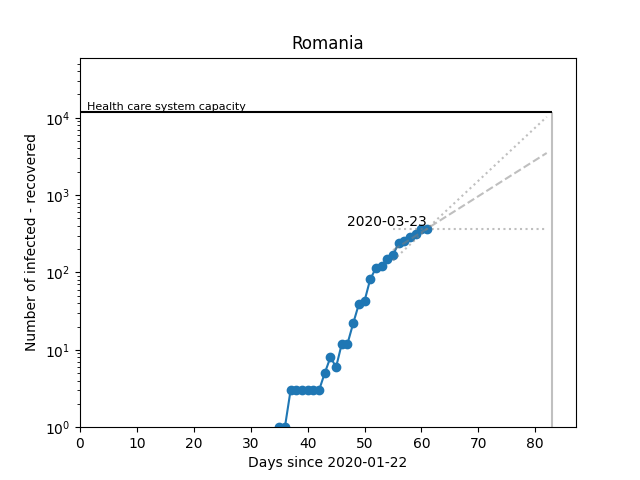 Romania
Health care system capacity
2020-03-23
Number of infected - recovered
10^4
10^3
10^2
10^1
10^0
0 10 20 30 40 50 60 70 80
Days since 2020-01-22